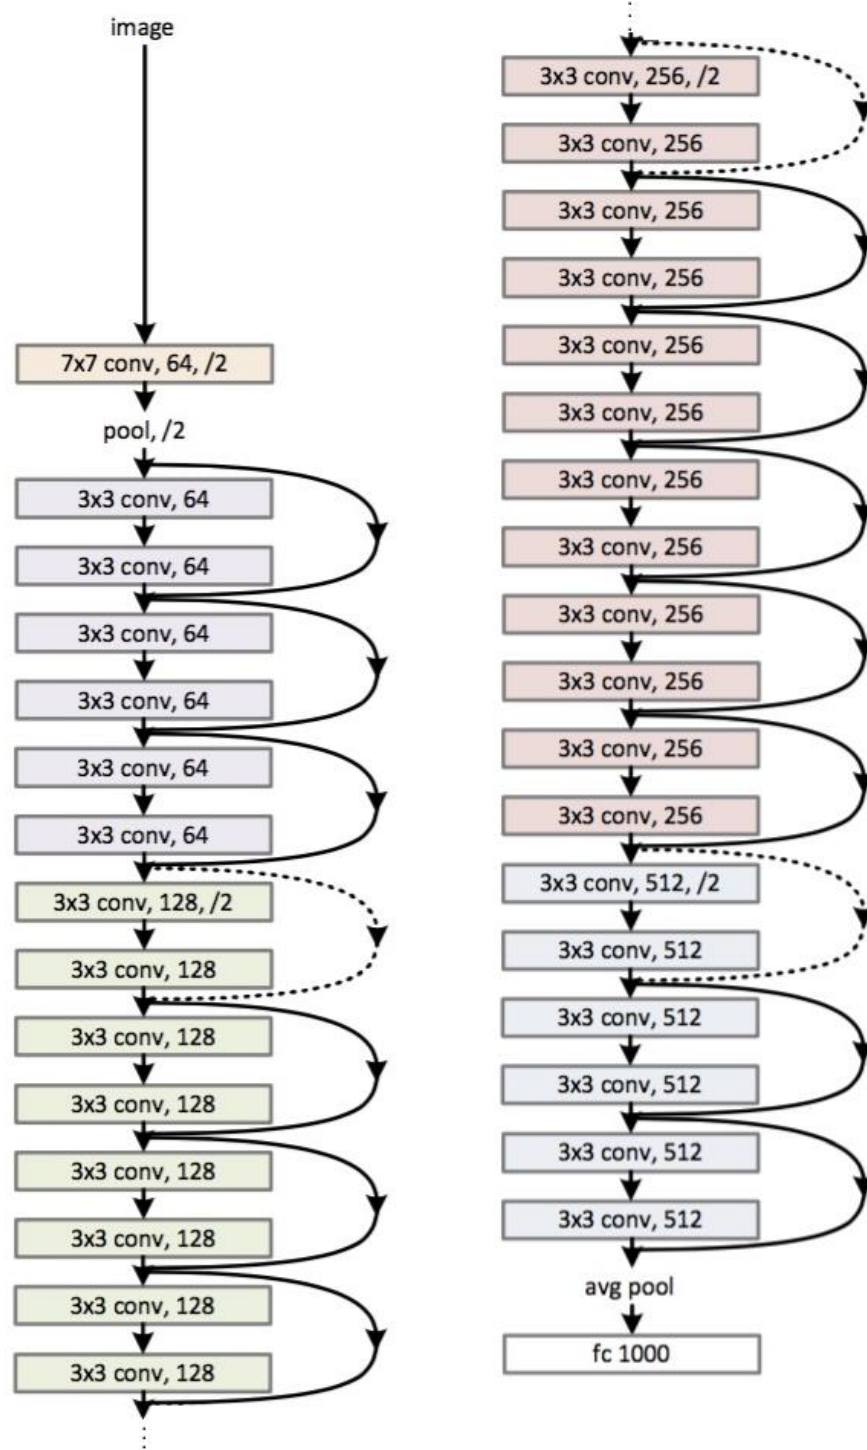 image
7x7 conv, 64, /2
pool, /2
3x3 conv, 64
3x3 conv, 64
3x3 conv, 64
3x3 conv, 64
3x3 conv, 64
3x3 conv, 64
3x3 conv, 128, /2
3x3 conv, 128
3x3 conv, 128
3x3 conv, 128
3x3 conv, 128
3x3 conv, 128
3x3 conv, 128
3x3 conv, 128
3x3 conv, 256, /2
3x3 conv, 256
3x3 conv, 256
3x3 conv, 256
3x3 conv, 256
3x3 conv, 256
3x3 conv, 256
3x3 conv, 256
3x3 conv, 256
3x3 conv, 256
3x3 conv, 256
3x3 conv, 256
3x3 conv, 512, /2
3x3 conv, 512
3x3 conv, 512
3x3 conv, 512
3x3 conv, 512
3x3 conv, 512
avg pool
fc 1000